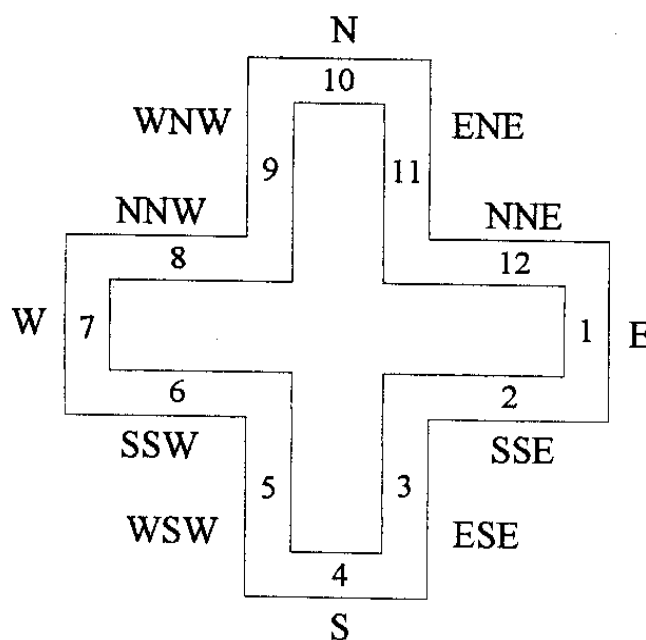 N
10
WNW ENE
9 11
NNW NNE
8 12
W 7 1 E
6 2
SSW SSE
5 3
WSW ESE
4
S